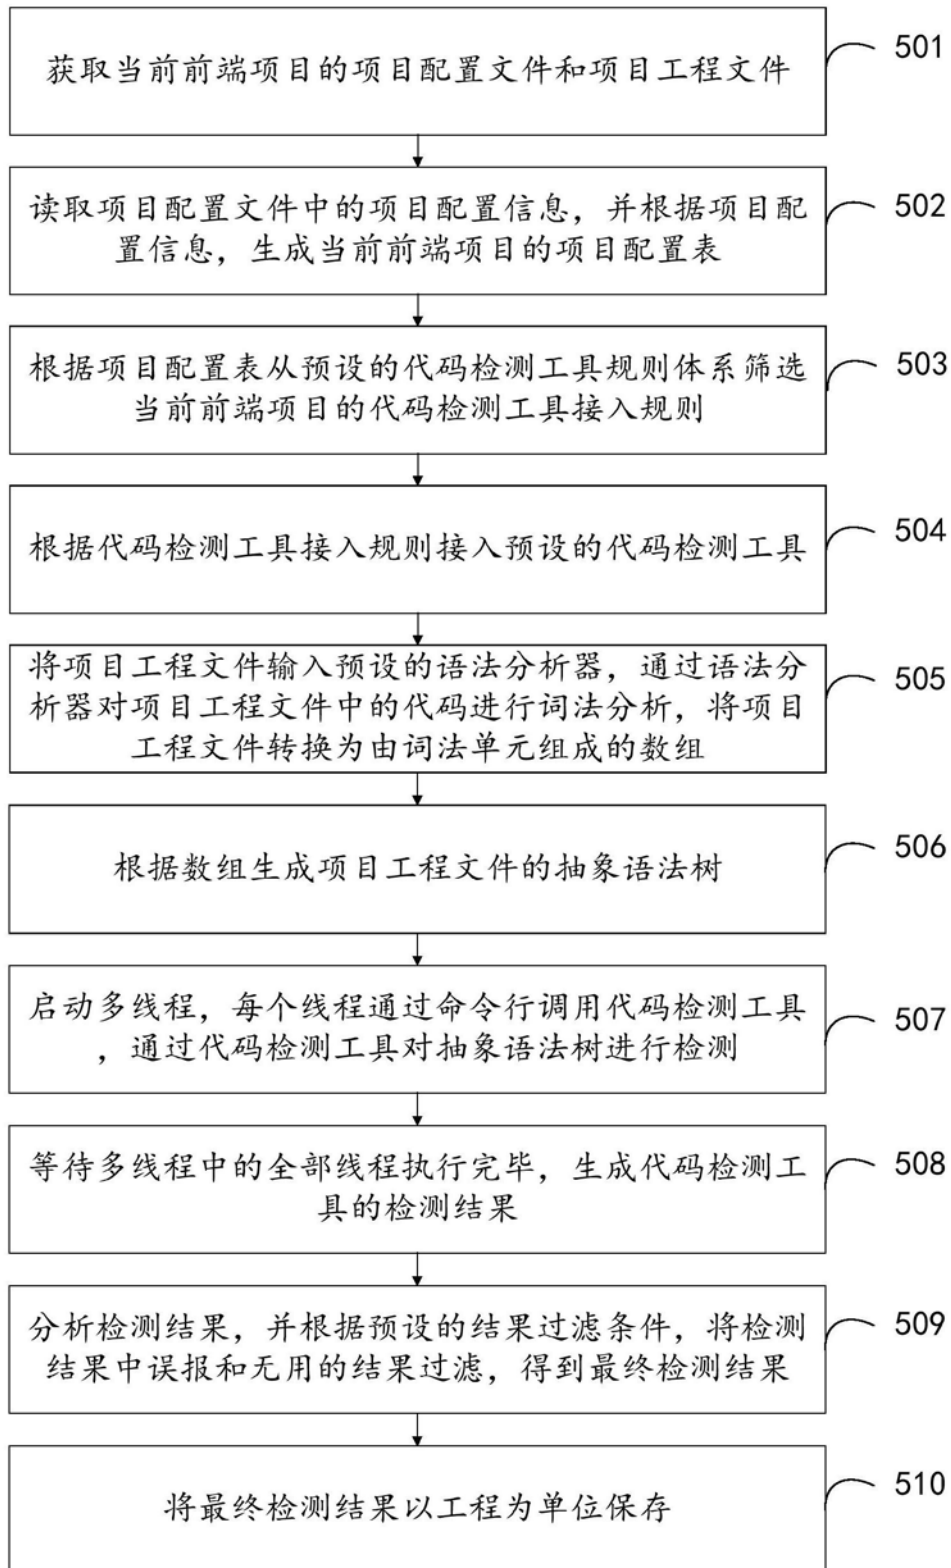 获取当前前端项目的项目配置文件和项目工程文件
501
读取项目配置文件中的项目配置信息，并根据项目配
置信息，生成当前前端项目的项目配置表
502
根据项目配置表从预设的代码检测工具规则体系筛选
当前前端项目的代码检测工具接入规则
503
根据代码检测工具接入规则接入预设的代码检测工具
504
将项目工程文件输入预设的语法分析器，通过语法分
析器对项目工程文件中的代码进行词法分析，将项目
工程文件转换为由词法单元组成的数组
505
根据数组生成项目工程文件的抽象语法树
506
启动多线程，每个线程通过命令行调用代码检测工具
，通过代码检测工具对抽象语法树进行检测
507
等待多线程中的全部线程执行完毕，生成代码检测工
具的检测结果
508
分析检测结果，并根据预设的结果过滤条件，将检测
结果中误报和无用的结果过滤，得到最终检测结果
509
将最终检测结果以工程为单位保存
510